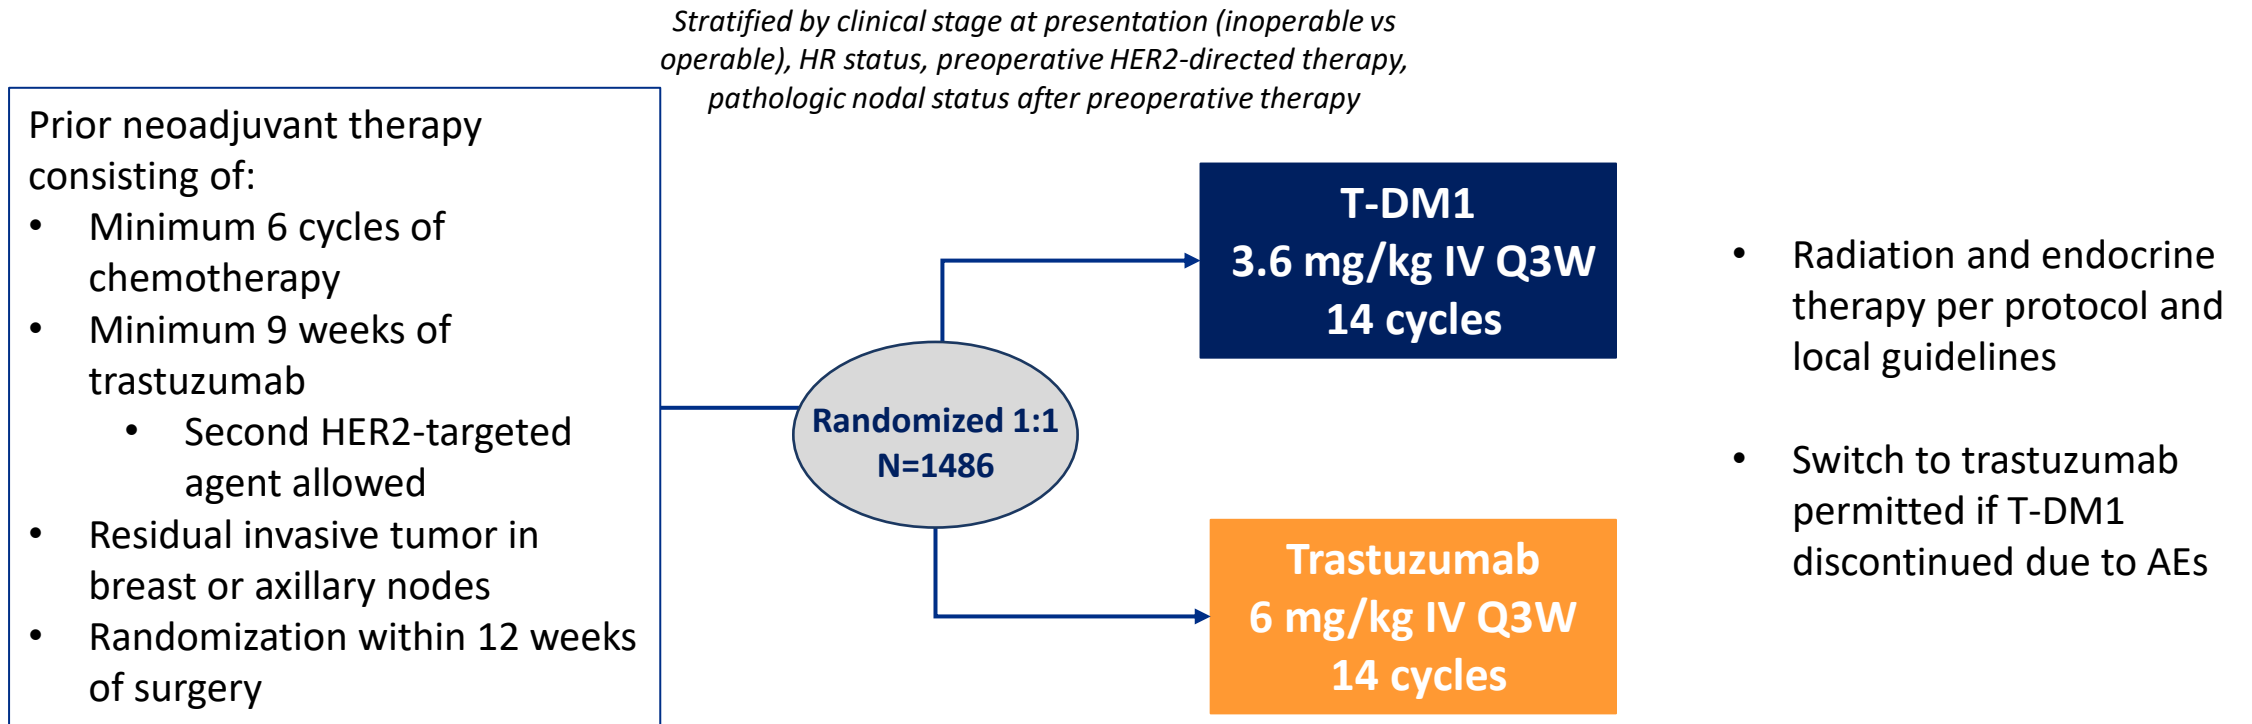 Stratified by clinical stage at presentation (inoperable vs
operable), HR status, preoperative HER2-directed therapy,
pathologic nodal status after preoperative therapy
Prior neoadjuvant therapy
consisting of:
• Minimum 6 cycles of
chemotherapy
• Minimum 9 weeks of
trastuzumab
• Second HER2-targeted
agent allowed
• Residual invasive tumor in
breast or axillary nodes
• Randomization within 12 weeks
of surgery
Randomized 1:1
N=1486
T-DM1
3.6 mg/kg IV Q3W
14 cycles
Trastuzumab
6 mg/kg IV Q3W
14 cycles
• Radiation and endocrine
therapy per protocol and
local guidelines
• Switch to trastuzumab
permitted if T-DM1
discontinued due to AEs